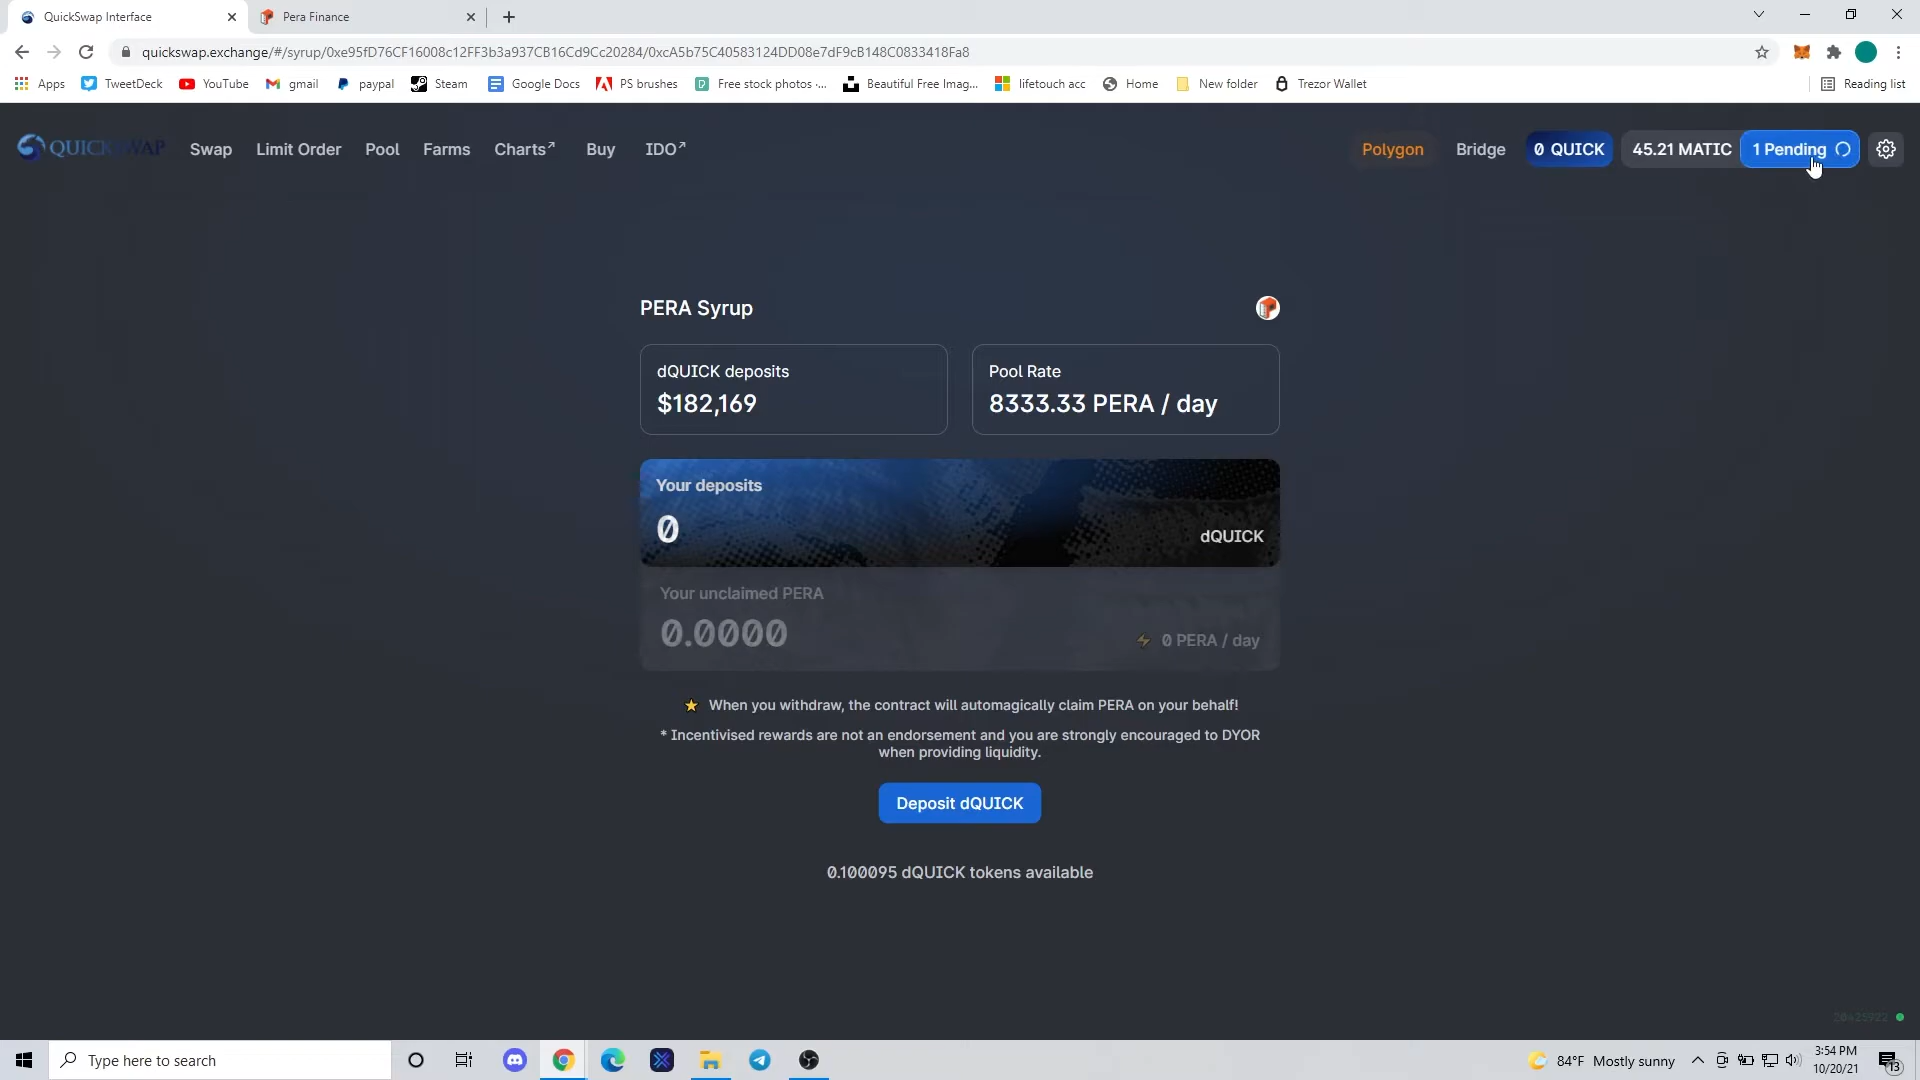 QuickSwap Interface
Pera Finance
quickswap.exchange/#/syrup/0xe95fD76CF16008c12FF3b3a937CB16Cd9Cc20284/0xcA5b75C40583124DD08e7dF9cB148C0833418Fa8
Apps TweetDeck YouTube gmail paypal Steam Google Docs PS brushes Free stock photos ·... Beautiful Free Imag... lifetouch acc Home New folder Trezor Wallet Reading list
QUICKSWAP Swap Limit Order Pool Farms Charts↗ Buy IDO↗ Polygon Bridge 0 QUICK 45.21 MATIC 1 Pending
PERA Syrup
dQUICK deposits
$182,169
Pool Rate
8333.33 PERA / day
Your deposits
0 dQUICK
Your unclaimed PERA
0.0000 0 PERA / day
When you withdraw, the contract will automagically claim PERA on your behalf!
* Incentivised rewards are not an endorsement and you are strongly encouraged to DYOR
when providing liquidity.
Deposit dQUICK
0.100095 dQUICK tokens available
Type here to search
84°F Mostly sunny
3:54 PM
10/20/21
13